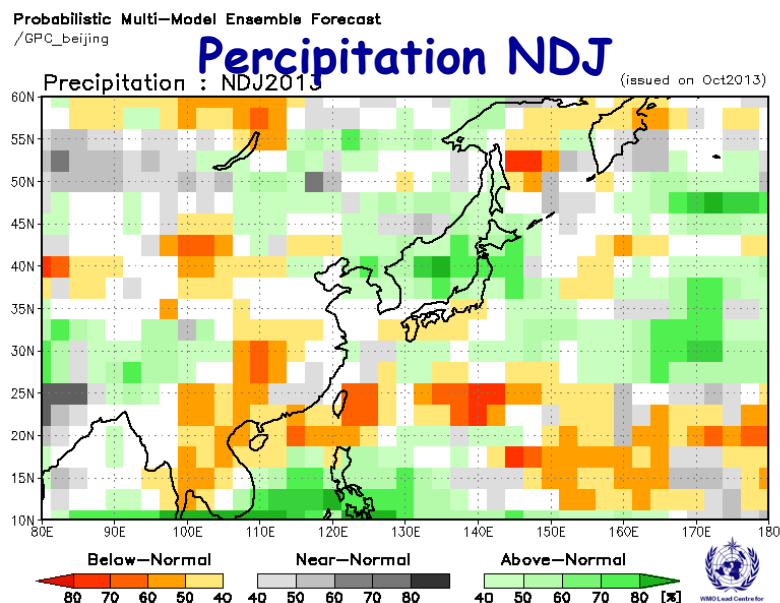 Probabilistic Multi-Model Ensemble Forecast
/GPC_beijing
Percipitation NDJ
Precipitation : NDJ2013
(issued on Oct2013)
60N
55N
50N
45N
40N
35N
30N
25N
20N
15N
10N
80E 90E 100E 110E 120E 130E 140E 150E 160E 170E 180
Below-Normal Near-Normal Above-Normal
80 70 60 50 40 40 50 60 70 80 40 50 60 70 80 [%]
WMO Lead Centre for